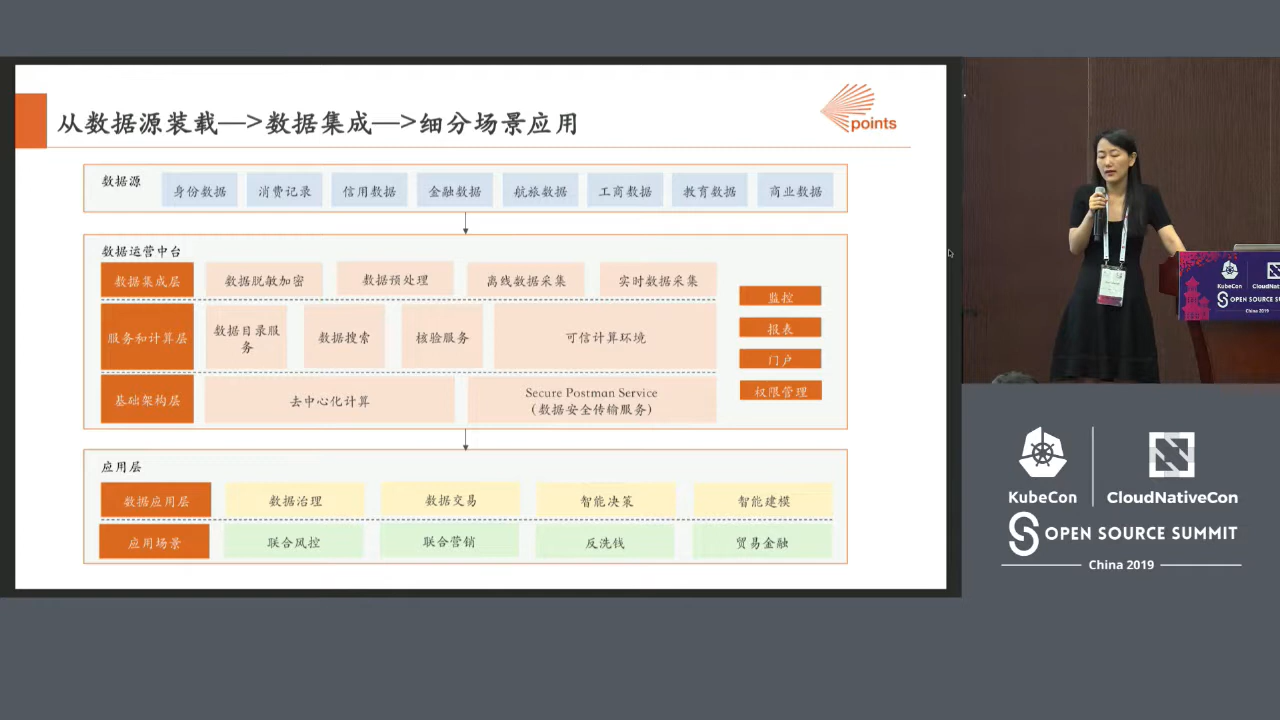 从数据源装载—>数据集成—>细分场景应用
points
数据源
身份数据
消费记录
信用数据
金融数据
航旅数据
工商数据
教育数据
商业数据
数据运营中台
数据集成层
数据脱敏加密
数据预处理
离线数据采集
实时数据采集
服务和计算层
数据目录服
务
数据搜索
核验服务
可信计算环境
基础架构层
去中心化计算
Secure Postman Service
(数据安全传输服务)
监控
报表
门户
权限管理
应用层
数据应用层
数据治理
数据交易
智能决策
智能建模
应用场景
联合风控
联合营销
反洗钱
贸易金融
KubeCon
OPEN SOURCE
China 2019
KubeCon
CloudNativeCon
OPEN SOURCE SUMMIT
China 2019